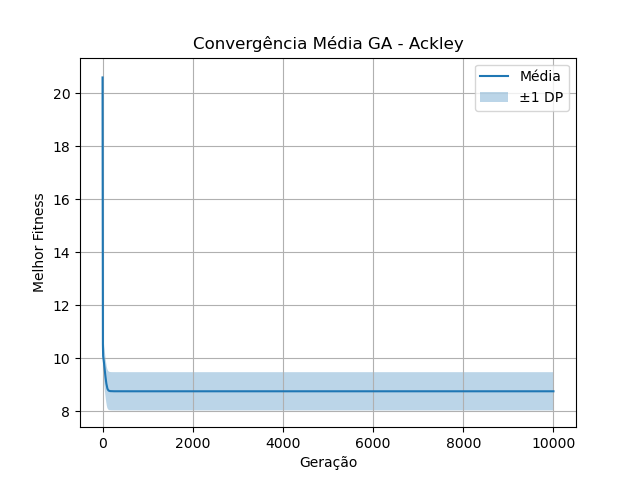 Convergência Média GA - Ackley
Média
±1 DP
Melhor Fitness
20
18
16
14
12
10
8
0 2000 4000 6000 8000 10000
Geração